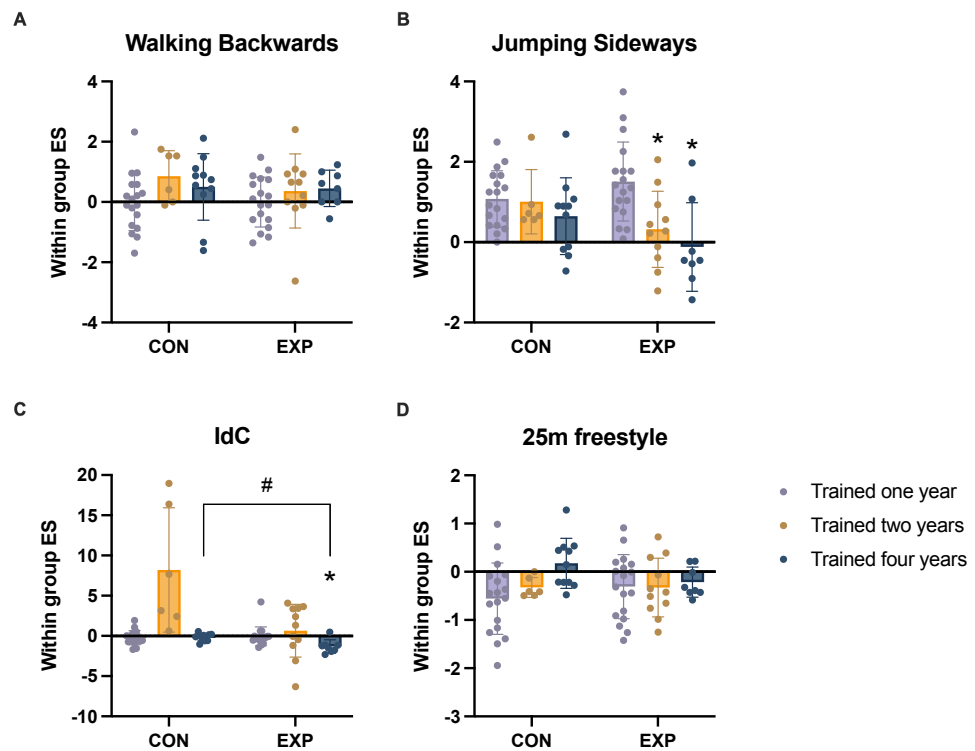 A
Walking Backwards
Within group ES
4
2
0
-2
-4
CON
EXP
B
Jumping Sideways
Within group ES
4
2
0
-2
*
*
CON
EXP
C
IdC
Within group ES
20
15
10
5
0
-5
-10
#
*
CON
EXP
D
25m freestyle
Within group ES
2
1
0
-1
-2
-3
CON
EXP
Trained one year
Trained two years
Trained four years